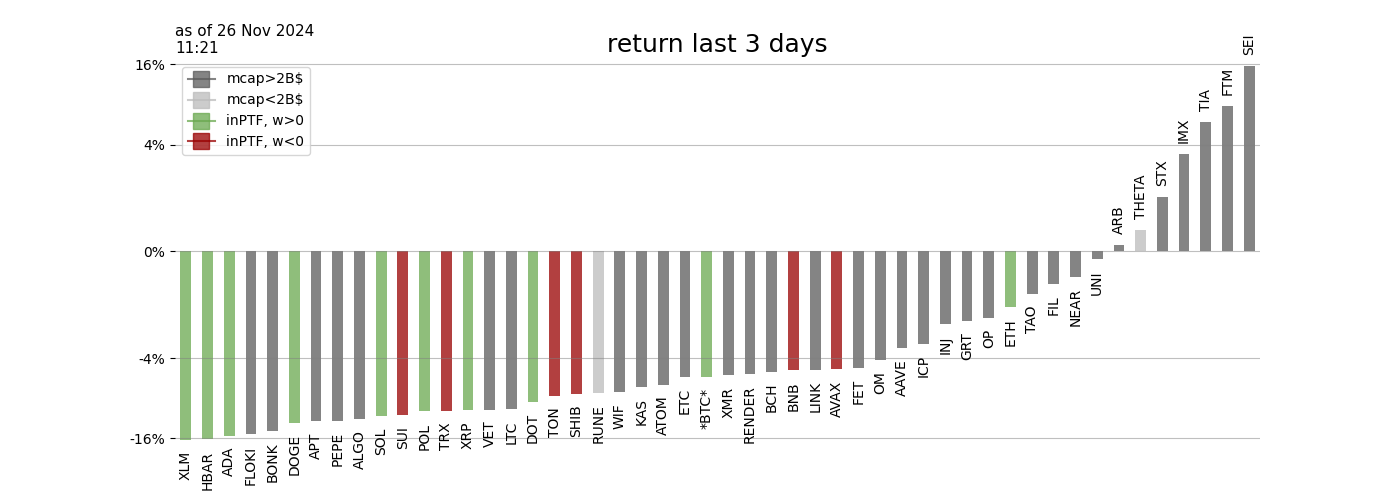 as of 26 Nov 2024
11:21
return last 3 days
mcap>2B$
mcap<2B$
inPTF, w>0
inPTF, w<0
16%
4%
0%
-4%
-16%
XLM
HBAR
ADA
FLOKI
BONK
DOGE
APT
PEPE
ALGO
SOL
SUI
POL
TRX
XRP
VET
LTC
DOT
TON
SHIB
RUNE
WIF
KAS
ATOM
ETC
*BTC*
XMR
RENDER
BCH
BNB
LINK
AVAX
FET
OM
AAVE
ICP
INJ
GRT
OP
ETH
TAO
FIL
NEAR
UNI
ARB
THETA
STX
IMX
TIA
FTM
SEI